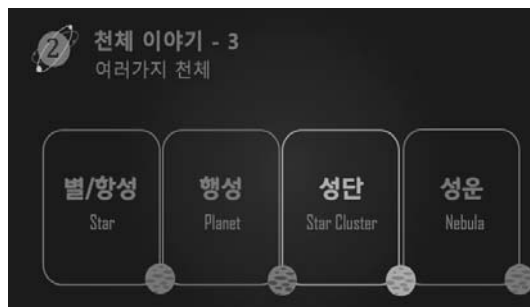 2
천체 이야기 - 3
여러가지 천체
별/항성
Star
행성
Planet
성단
Star Cluster
성운
Nebula